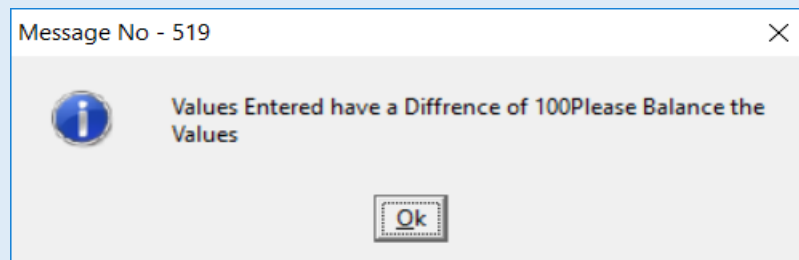 Message No - 519
Values Entered have a Diffrence of 100Please Balance the
Values
Ok